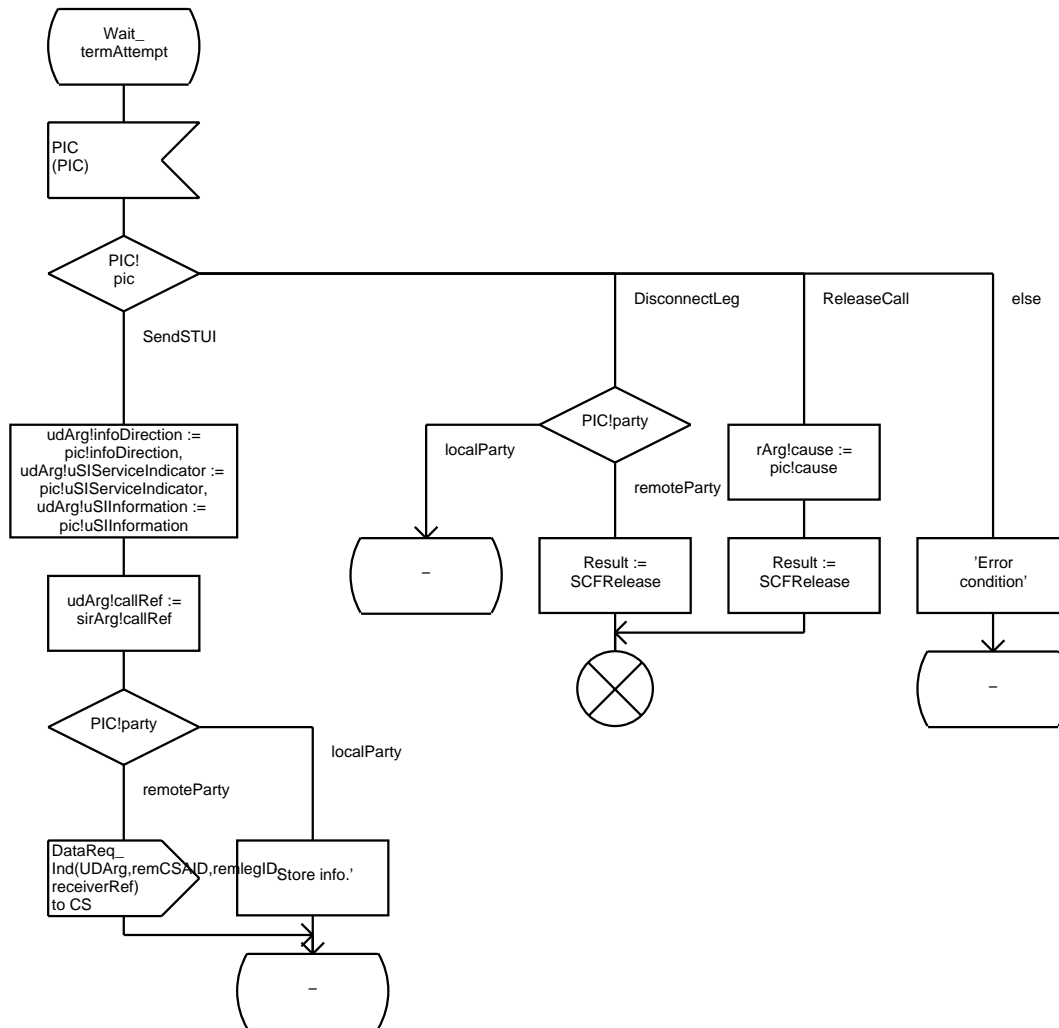 Wait_
termAttempt
PIC
(PIC)
PIC!
pic
DisconnectLeg
ReleaseCall
else
SendSTUI
PIC!party
udArg!infoDirection :=
pic!infoDirection,
udArg!uSIServiceIndicator :=
pic!uSIServiceIndicator,
udArg!uSIInformation :=
pic!uSIInformation
localParty
rArg!cause :=
pic!cause
remoteParty
–
Result :=
SCFRelease
Result :=
SCFRelease
'Error
condition’
udArg!callRef :=
sirArg!callRef
–
PIC!party
localParty
remoteParty
DataReq_
Ind(UDArg,remCSAID,remlegID,
receiverRef)
to CS
'Store info.’
–